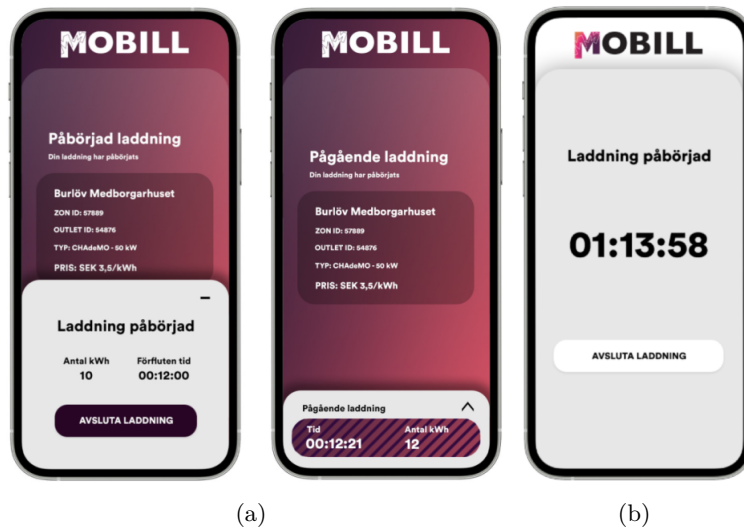 MOBILL
Påbörjad laddning
Din laddning har påbörjats
Burlöv Medborgarhuset
ZON ID: 57889
OUTLET ID: 54876
TYP: CHAdeMO - 50 kW
PRIS: SEK 3,5/kWh
Laddning påbörjad
Antal kWh Förfluten tid
10 00:12:00
AVSLUTA LADDNING
MOBILL
Pågående laddning
Din laddning har påbörjats
Burlöv Medborgarhuset
ZON ID: 57889
OUTLET ID: 54876
TYP: CHAdeMO - 50 kW
PRIS: SEK 3,5/kWh
Pågående laddning
Tid Antal kWh
00:12:21 12
MOBILL
Laddning påbörjad
01:13:58
AVSLUTA LADDNING
(a) (b)